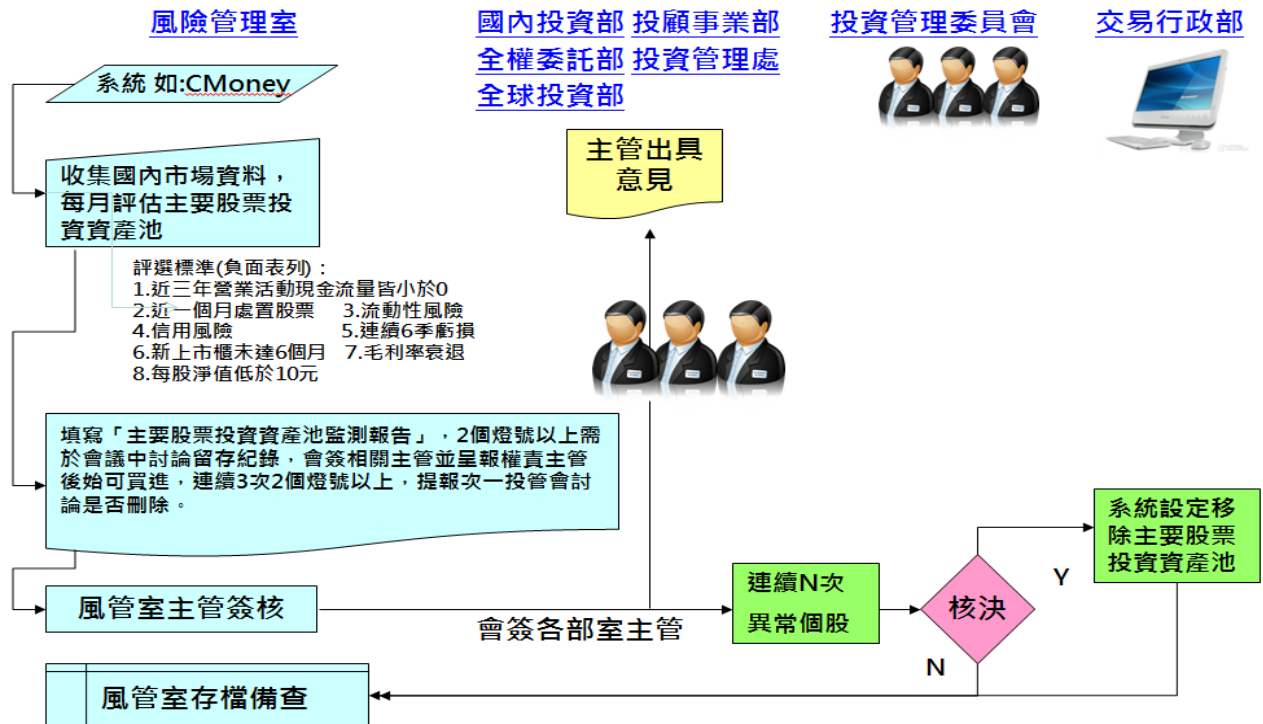 風險管理室
國內投資部 投顧事業部
全權委託部 投資管理處
全球投資部
投資管理委員會
交易行政部
系統 如:CMoney
收集國內市場資料，
每月評估主要股票投
資資產池
主管出具
意見
評選標準(負面表列)：
1.近三年營業活動現金流量皆小於0
2.近一個月處置股票 3.流動性風險
4.信用風險 5.連續6季虧損
6.新上市櫃未達6個月 7.毛利率衰退
8.每股淨值低於10元
填寫「主要股票投資資產池監測報告」，2個燈號以上需
於會議中討論留存紀錄，會簽相關主管並呈報權責主管
後始可買進，連續3次2個燈號以上，提報次一投管會討
論是否刪除。
系統設定移
除主要股票
投資資產池
風管室主管簽核
會簽各部室主管
連續N次
異常個股
核決
Y
N
風管室存檔備查